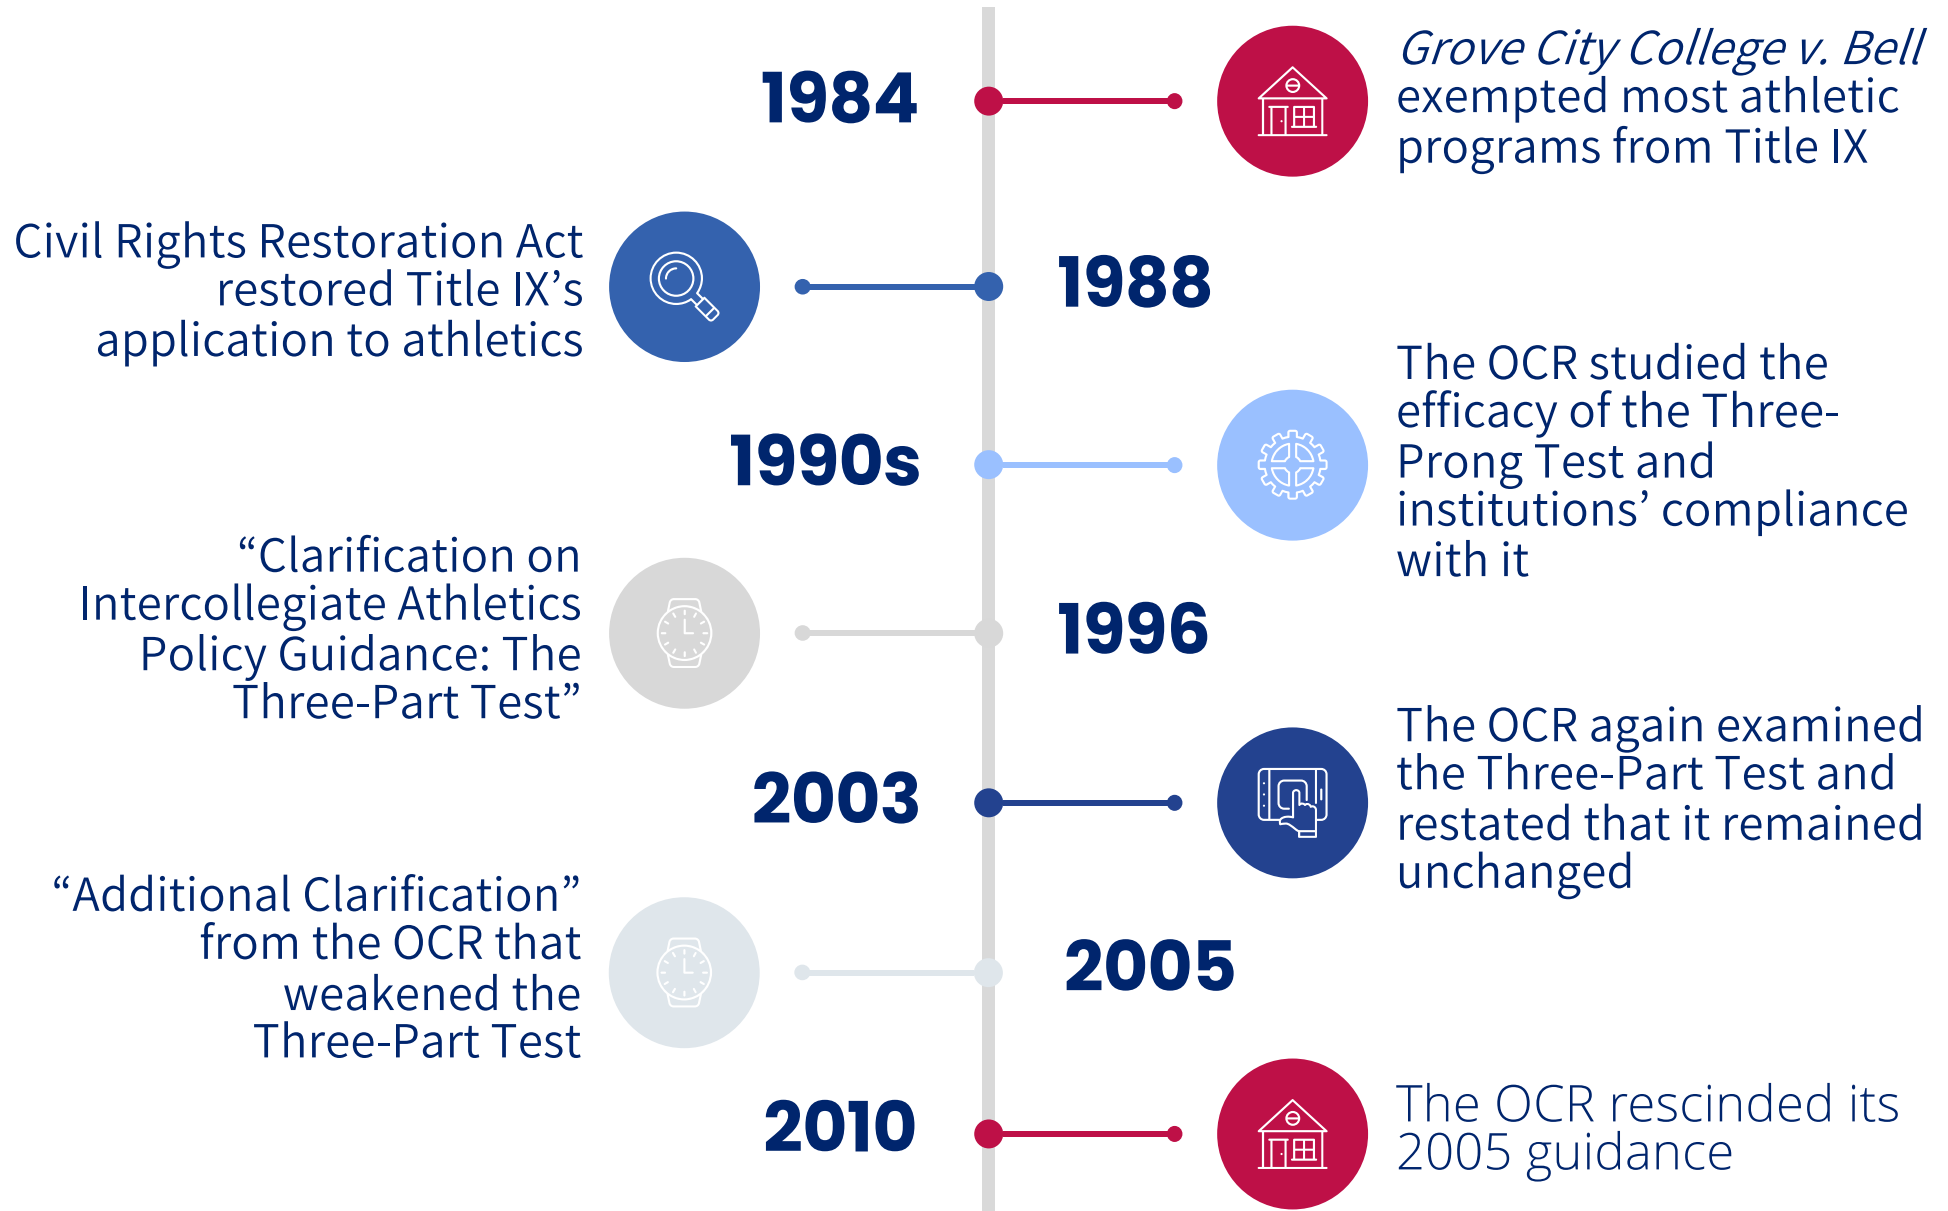 1984
Grove City College v. Bell
exempted most athletic
programs from Title IX
Civil Rights Restoration Act
restored Title IX’s
application to athletics
1988
1990s
The OCR studied the
efficacy of the Three-
Prong Test and
institutions’ compliance
with it
“Clarification on
Intercollegiate Athletics
Policy Guidance: The
Three-Part Test”
1996
2003
The OCR again examined
the Three-Part Test and
restated that it remained
unchanged
“Additional Clarification”
from the OCR that
weakened the
Three-Part Test
2005
2010
The OCR rescinded its
2005 guidance